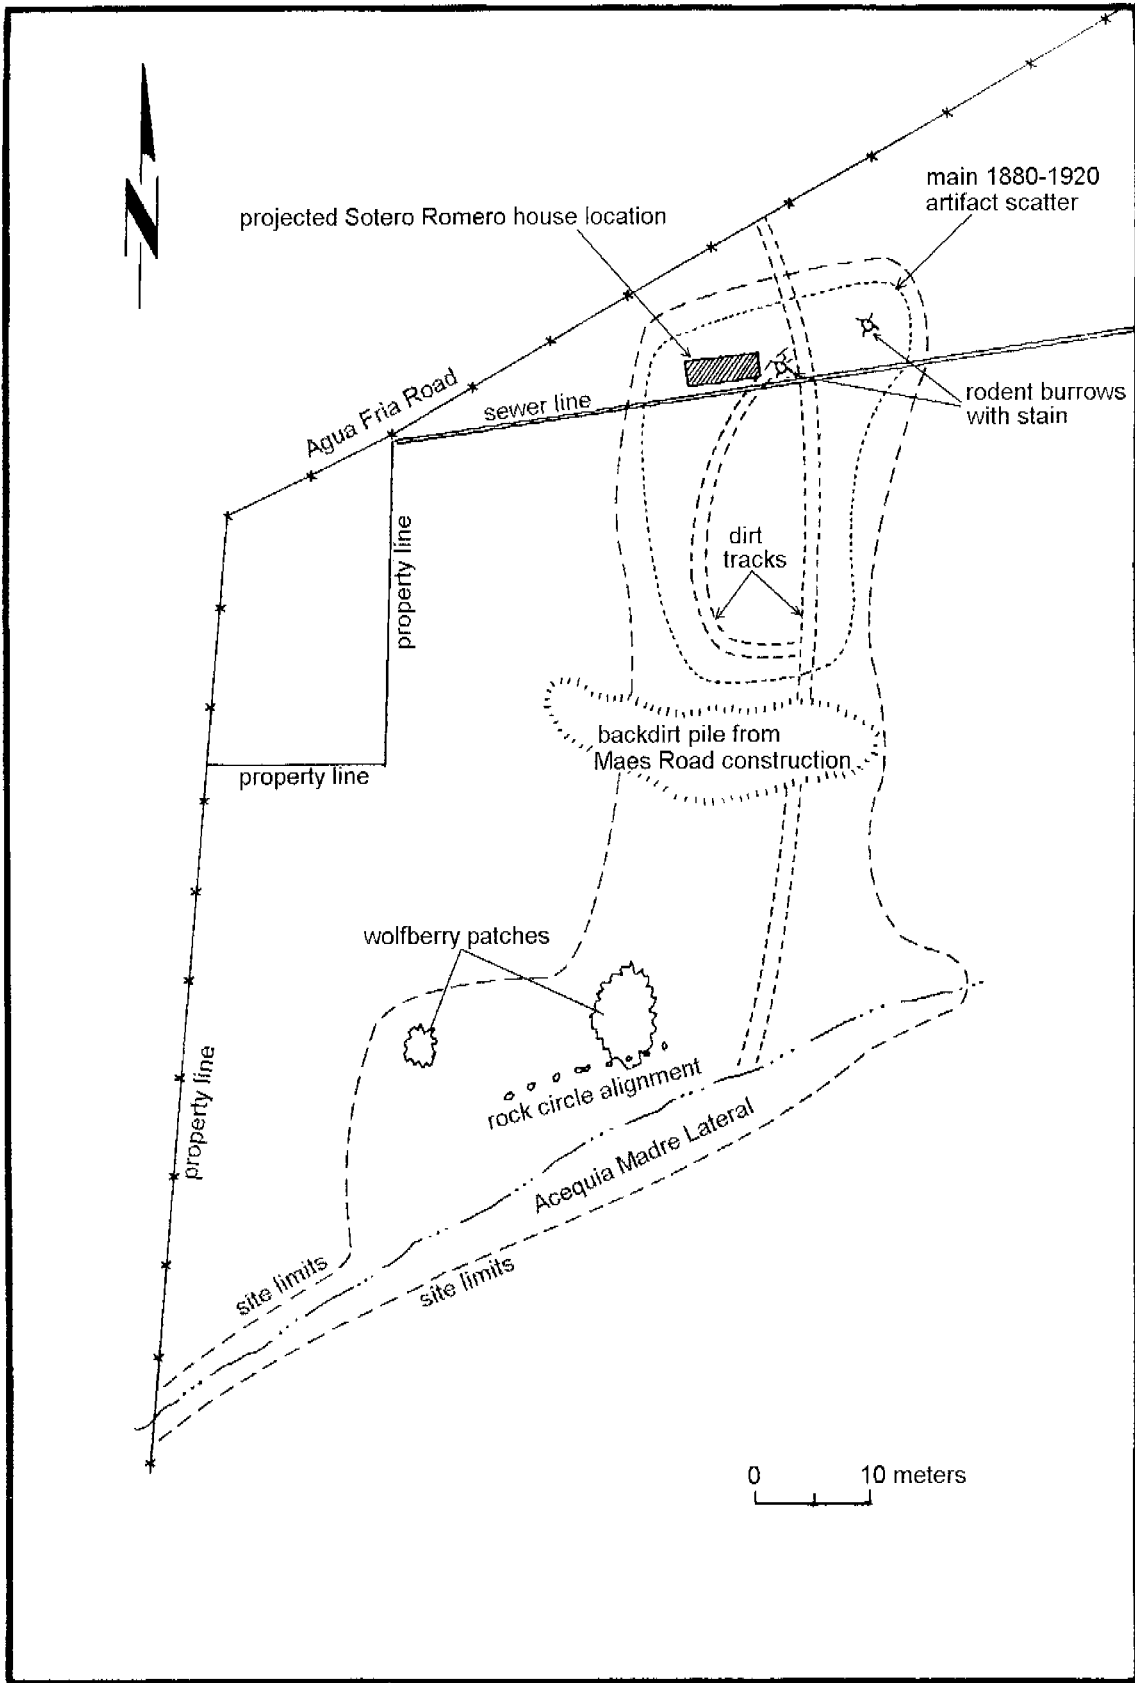 N
main 1880-1920
artifact scatter
projected Sotero Romero house location
Agua Fria Road
sewer line
rodent burrows
with stain
property line
dirt
tracks
backdirt pile from
Maes Road construction
property line
wolfberry patches
property line
rock circle alignment
Acequia Madre Lateral
site limits
site limits
0 10 meters